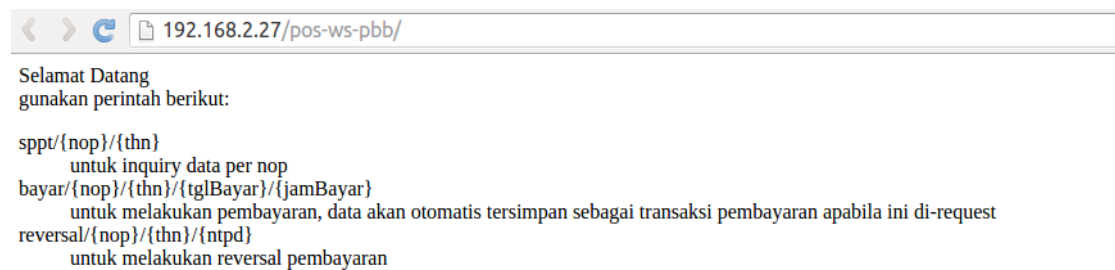 192.168.2.27/pos-ws-pbb/
Selamat Datang
gunakan perintah berikut:
sppt/{nop}/{thn}
untuk inquiry data per nop
bayar/{nop}/{thn}/{tglBayar}/{jamBayar}
untuk melakukan pembayaran, data akan otomatis tersimpan sebagai transaksi pembayaran apabila ini di-request
reversal/{nop}/{thn}/{ntpd}
untuk melakukan reversal pembayaran